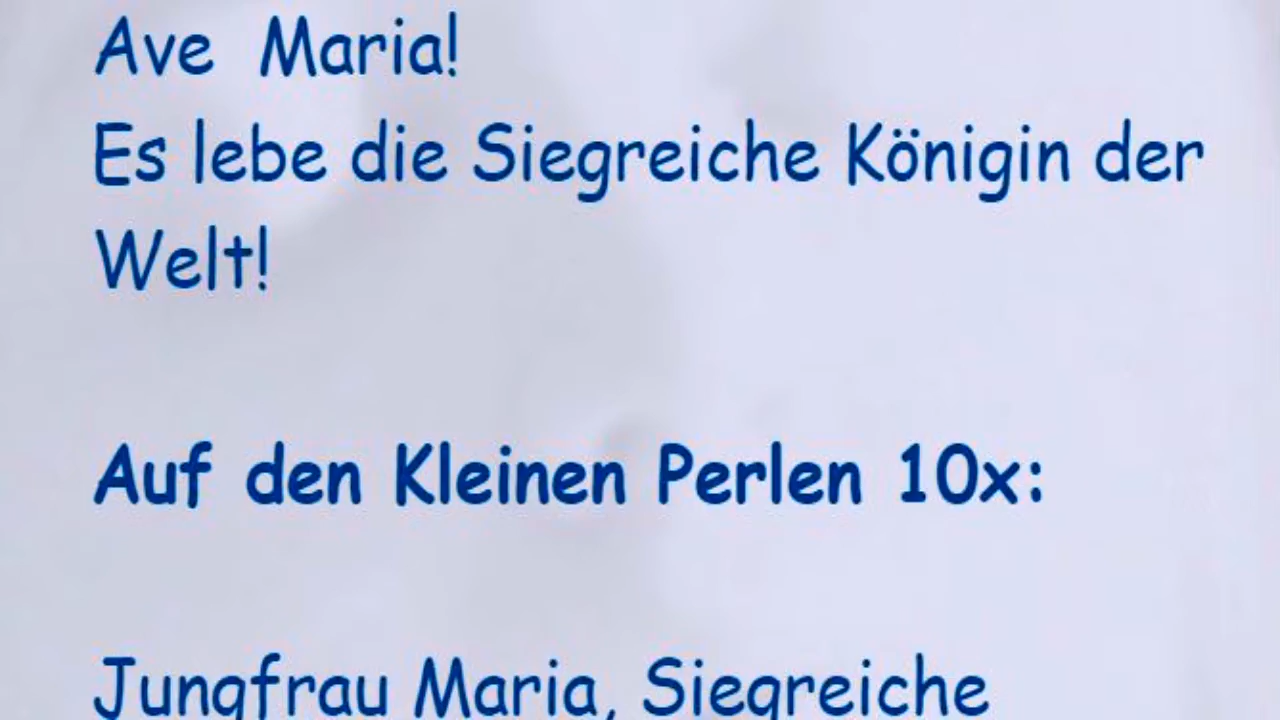 Ave Maria!
Es lebe die Siegreiche Königin der
Welt!
Auf den Kleinen Perlen 10x:
Jungfrau Maria, Siegreiche